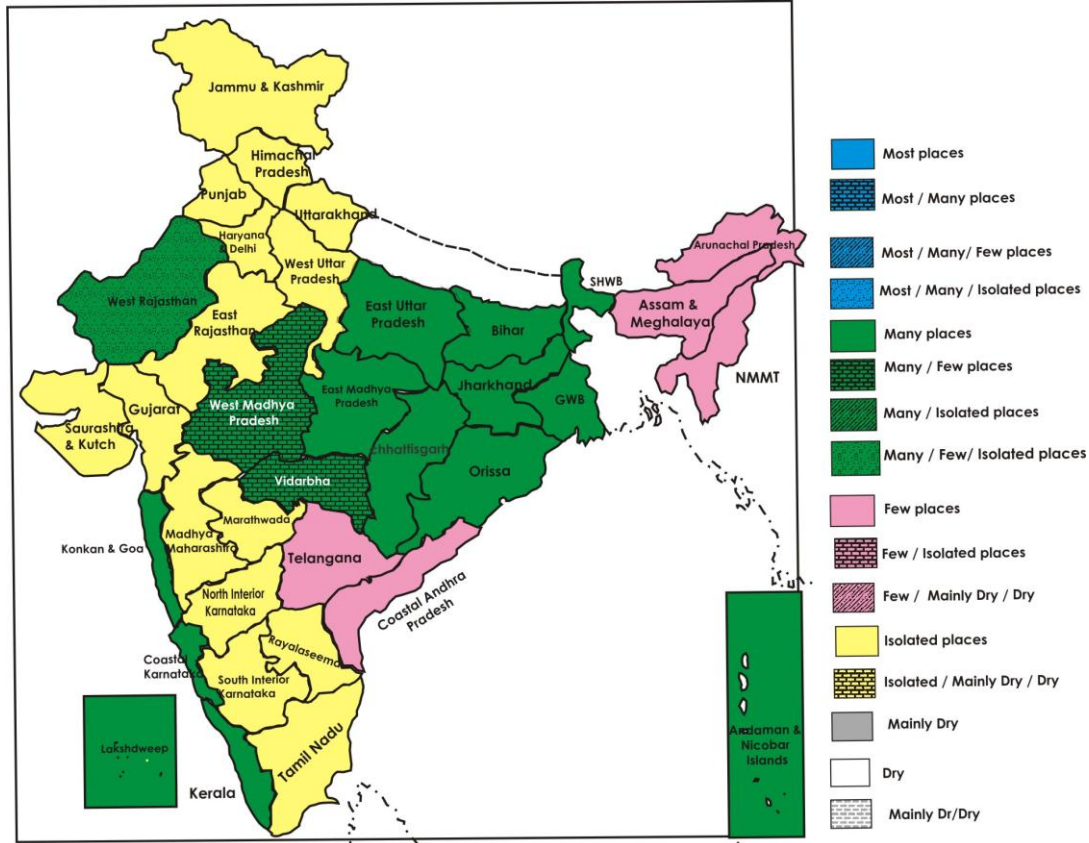 Jammu & Kashmir
Himachal
Pradesh
Punjab
Uttarakhand
Haryana
& Delhi
West Uttar
Pradesh
Arunachal Pradesh
SHWB
Assam &
Meghalaya
West Rajasthan
East
Rajasthan
East Uttar
Pradesh
Bihar
NMMT
East Madhya
Pradesh
Jharkhand
GWB
Gujarat
West Madhya
Pradesh
Saurashtra
& Kutch
Chhattisgarh
Orissa
Vidarbha
Marathwada
Madhya
Maharashtra
Konkan & Goa
Telangana
Coastal Andhra
Pradesh
North Interior
Karnataka
Rayalaseema
Coastal
Karnataka
South Interior
Karnataka
Tamil Nadu
Kerala
Lakshdweep
Andaman &
Nicobar
Islands
Most places
Most / Many places
Most / Many/ Few places
Most / Many / Isolated places
Many places
Many / Few places
Many / Isolated places
Many / Few/ Isolated places
Few places
Few / Isolated places
Few / Mainly Dry / Dry
Isolated places
Isolated / Mainly Dry / Dry
Mainly Dry
Dry
Mainly Dr/Dry